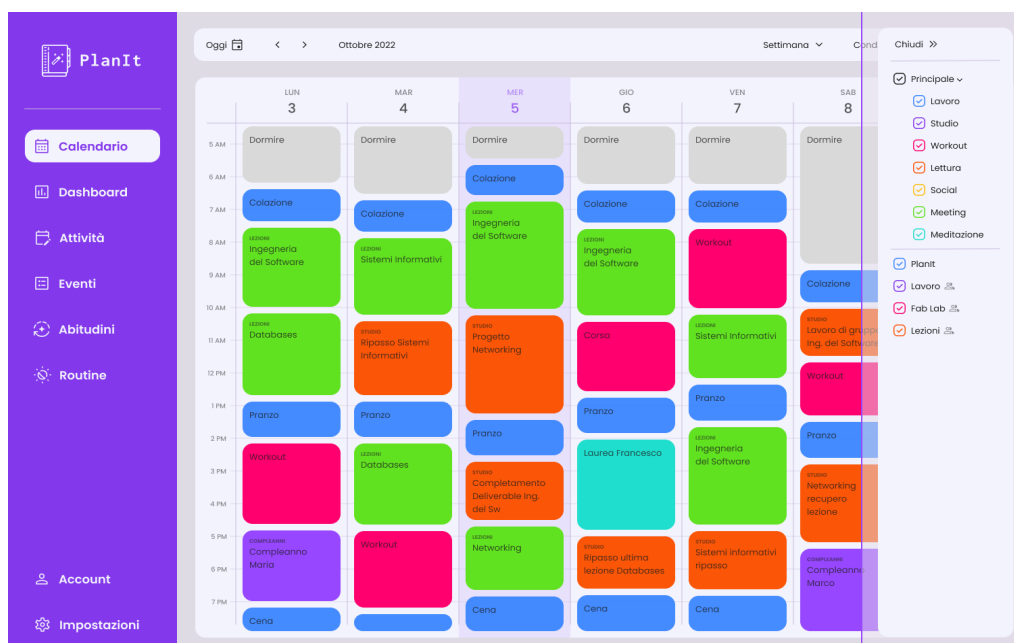 PlanIt
Calendario
Dashboard
Attività
Eventi
Abitudini
Routine
Account
Impostazioni
Oggi
Ottobre 2022
Settimana
Cond
LUN
3
MAR
4
MER
5
GIO
6
VEN
7
SAB
8
5 AM
6 AM
7 AM
8 AM
9 AM
10 AM
11 AM
12 PM
1 PM
2 PM
3 PM
4 PM
5 PM
6 PM
7 PM
Dormire
Colazione
LEZIONI
Ingegneria
del Software
LEZIONI
Databases
Pranzo
Workout
COMPLEANNI
Compleanno
Maria
Cena
Dormire
Colazione
LEZIONI
Sistemi Informativi
STUDIO
Ripasso Sistemi
Informativi
Pranzo
LEZIONI
Databases
Workout
Dormire
Colazione
LEZIONI
Ingegneria
del Software
STUDIO
Progetto
Networking
Pranzo
STUDIO
Completamento
Deliverable Ing.
del Sw
LEZIONI
Networking
Cena
Dormire
Colazione
LEZIONI
Ingegneria
del Software
Corsa
Pranzo
Laurea Francesco
STUDIO
Ripasso ultima
lezione Databases
Cena
Dormire
Colazione
Workout
LEZIONI
Sistemi Informativi
Pranzo
LEZIONI
Ingegneria
del Software
STUDIO
Sistemi informativi
ripasso
Cena
Dormire
Colazione
STUDIO
Lavoro di gruppo
Ing. del Software
Workout
Pranzo
STUDIO
Networking
recupero
lezione
COMPLEANNI
Compleanno
Marco
Chiudi
Principale
Lavoro
Studio
Workout
Lettura
Social
Meeting
Meditazione
PlanIt
Lavoro
Fab Lab
Lezioni